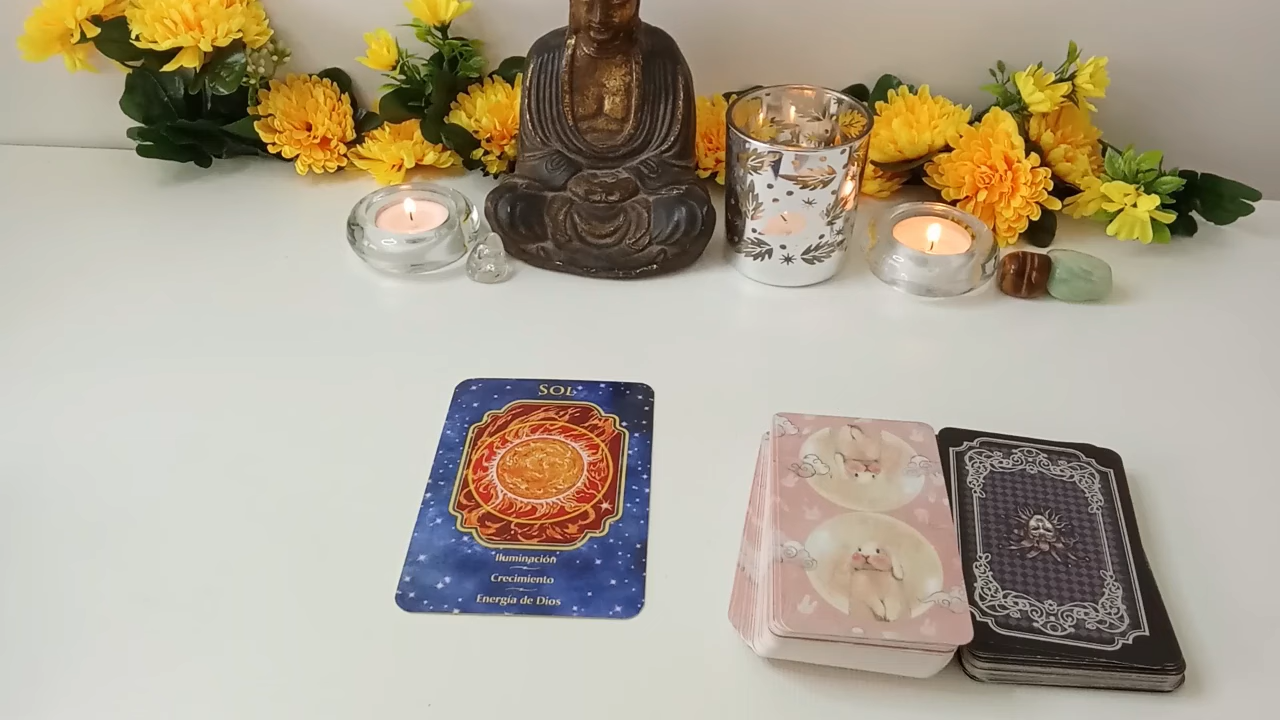 SOL
Iluminación
Crecimiento
Energía de Dios